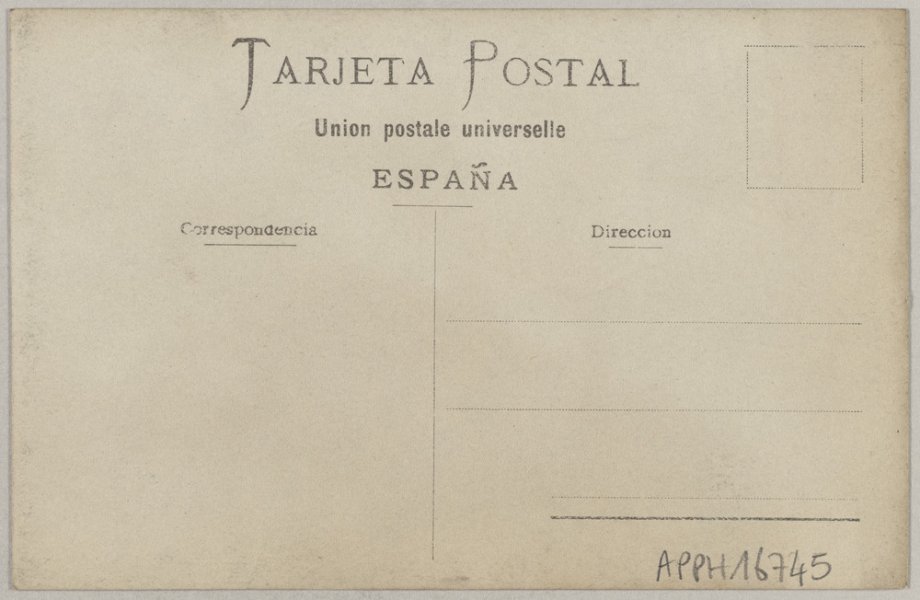 TARJETA POSTAL
Union postale universelle
ESPAÑA
Correspondencia
Direccion
APPH16745